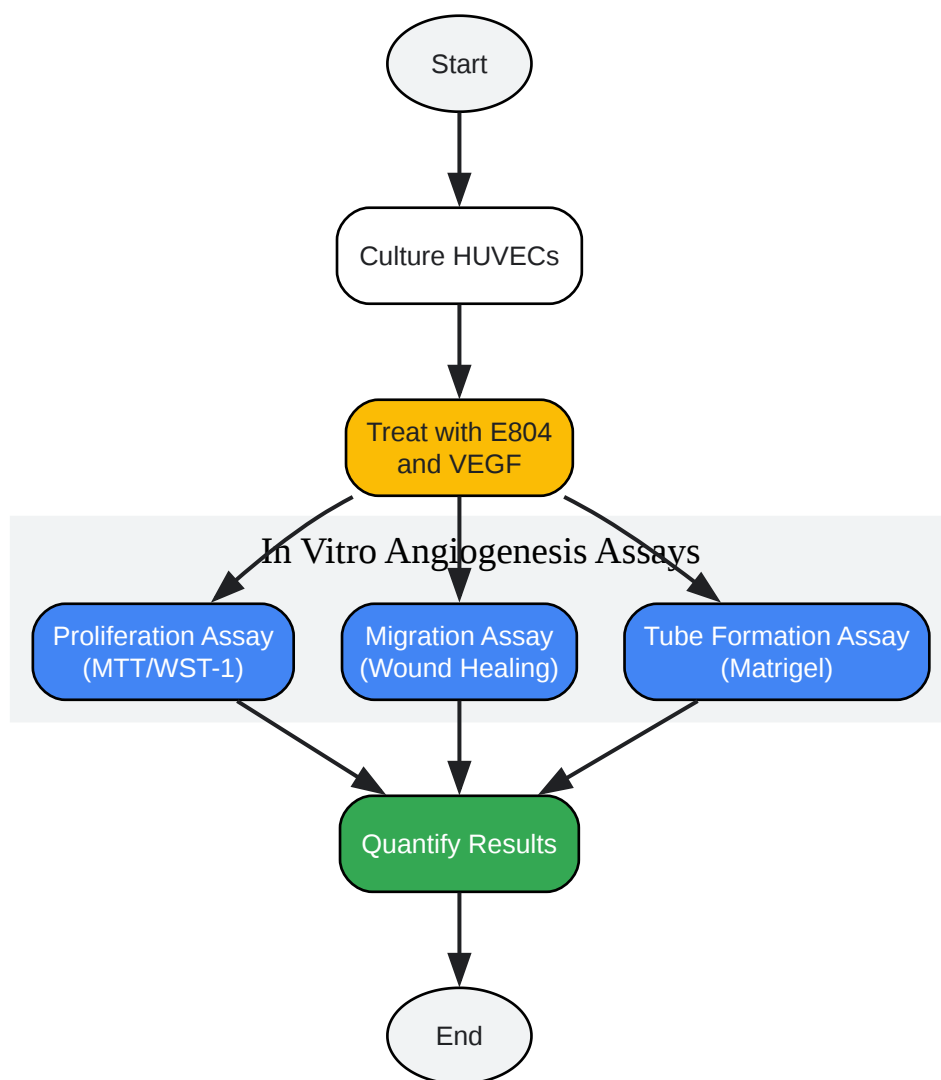 Start
Culture HUVECs
Treat with E804
and VEGF
In Vitro Angiogenesis Assays
Proliferation Assay
(MTT/WST-1)
Migration Assay
(Wound Healing)
Tube Formation Assay
(Matrigel)
Quantify Results
End